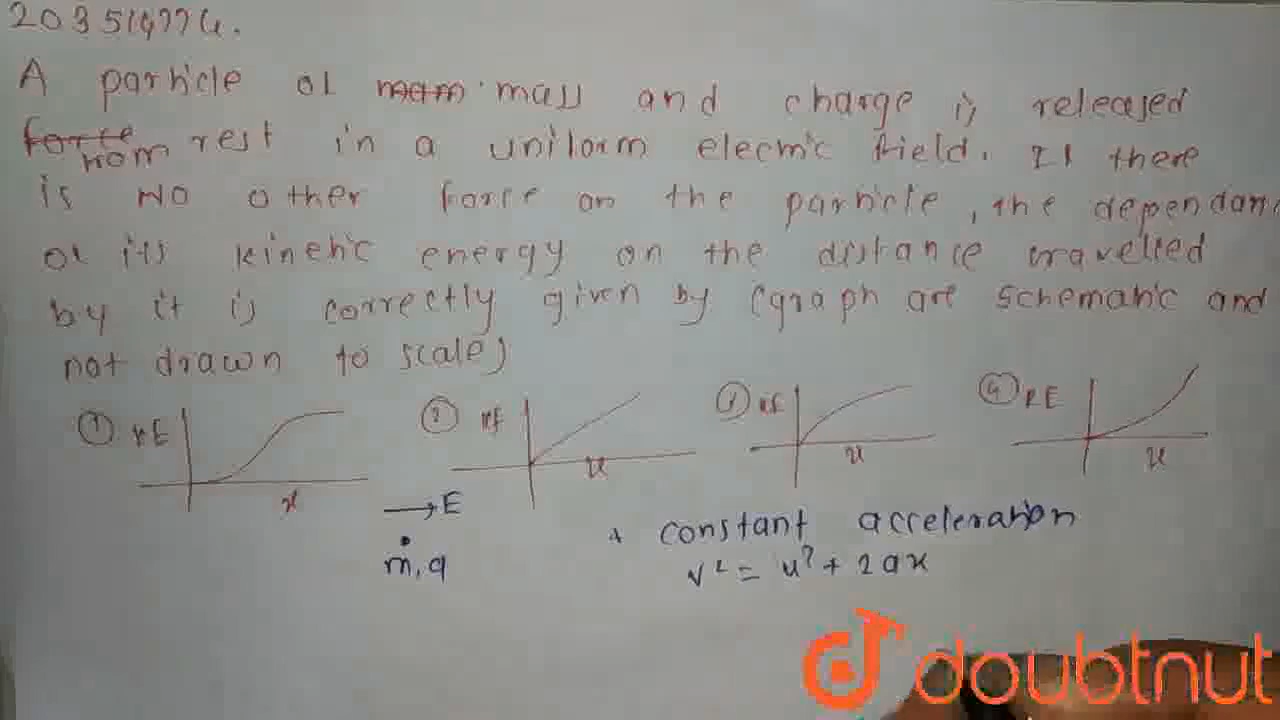 203519774.
A particle of mam mass and charge is released
force from rest in a uniform electric field. If there
is No other force on the particle, the dependanc
of its kinetic energy on the distance travelled
by it is correctly given by (graph are schematic and
not drawn to scale)
① KE x
② KE x
③ KE x
④ KE x
→ E
m, q
* constant acceleration
v² = u² + 2ax
doubtnut